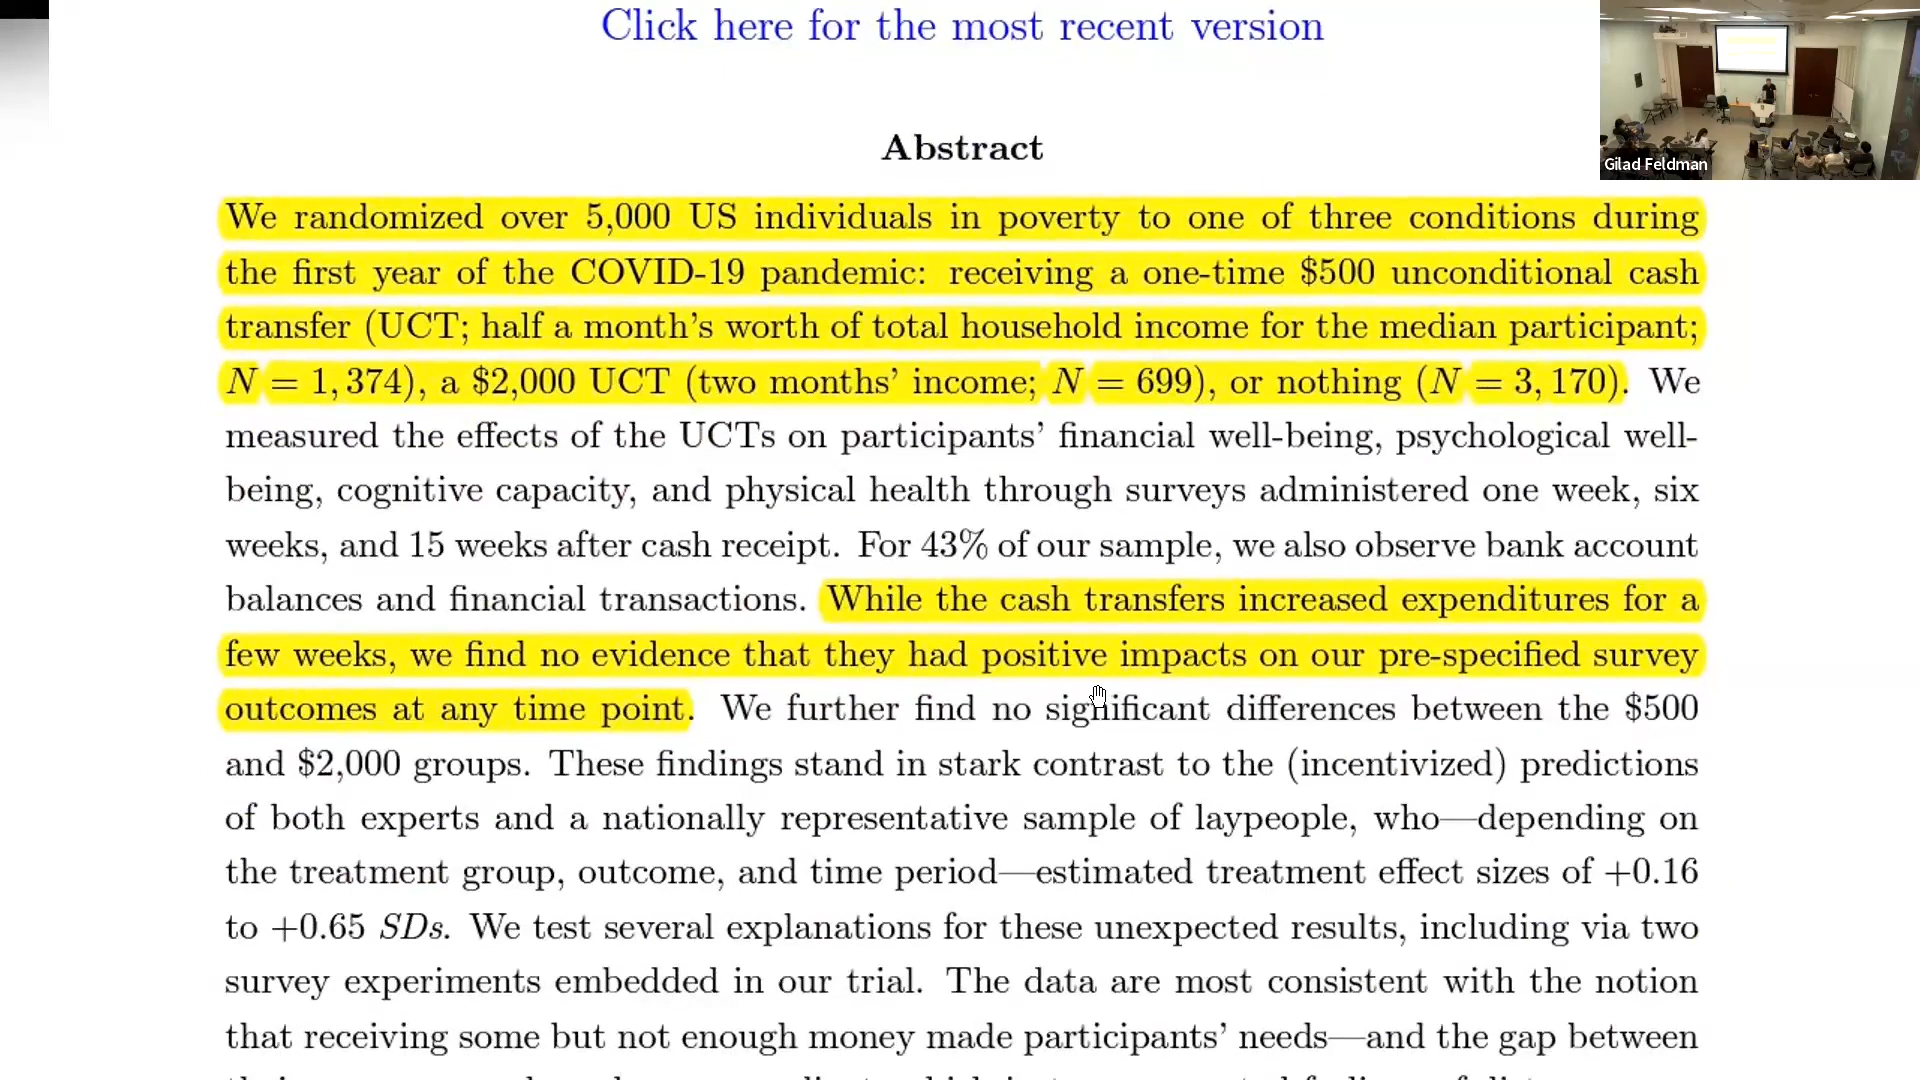 Click here for the most recent version
Gilad Feldman
Abstract
We randomized over 5,000 US individuals in poverty to one of three conditions during
the first year of the COVID-19 pandemic: receiving a one-time $500 unconditional cash
transfer (UCT; half a month's worth of total household income for the median participant;
N = 1, 374), a $2,000 UCT (two months' income; N = 699), or nothing (N = 3, 170). We
measured the effects of the UCTs on participants' financial well-being, psychological well-
being, cognitive capacity, and physical health through surveys administered one week, six
weeks, and 15 weeks after cash receipt. For 43% of our sample, we also observe bank account
balances and financial transactions. While the cash transfers increased expenditures for a
few weeks, we find no evidence that they had positive impacts on our pre-specified survey
outcomes at any time point. We further find no significant differences between the $500
and $2,000 groups. These findings stand in stark contrast to the (incentivized) predictions
of both experts and a nationally representative sample of laypeople, who—depending on
the treatment group, outcome, and time period—estimated treatment effect sizes of +0.16
to +0.65 SDs. We test several explanations for these unexpected results, including via two
survey experiments embedded in our trial. The data are most consistent with the notion
that receiving some but not enough money made participants' needs—and the gap between